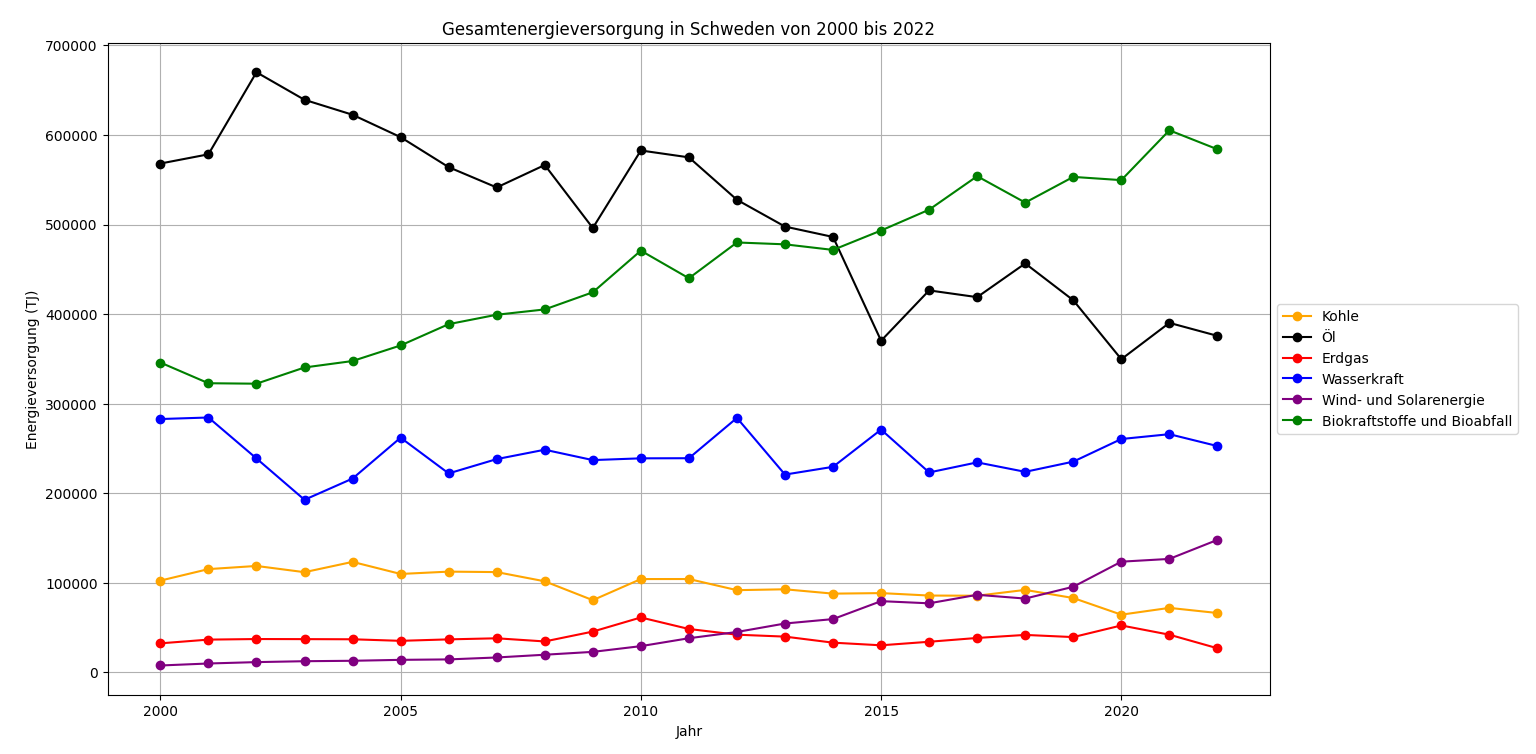 Gesamtenergieversorgung in Schweden von 2000 bis 2022
700000
600000
500000
400000
300000
200000
100000
0
Energieversorgung (TJ)
2000
2005
2010
2015
2020
Jahr
Kohle
Öl
Erdgas
Wasserkraft
Wind- und Solarenergie
Biokraftstoffe und Bioabfall